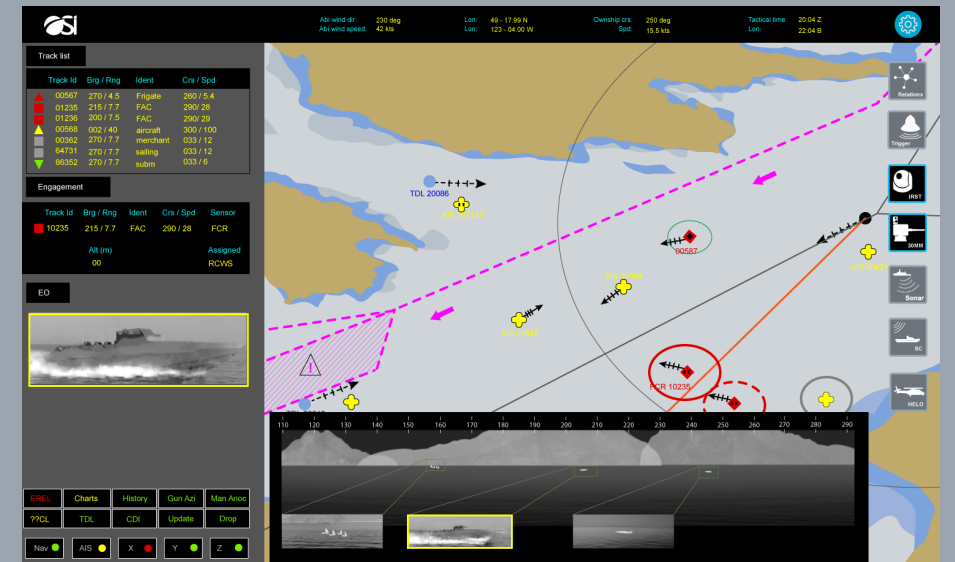 OSI
Abi wind dir: 230 deg Lon: 49 - 17.99 N Ownship crs: 250 deg Tactical time: 20:04 Z
Abi wind speed: 42 kts Lon: 123 - 04.00 W Spd: 15.5 kts Lon: 22:04 B
Track list
Track Id Brg / Rng Ident Crs / Spd
00567 270 / 4.5 Frigate 260 / 5.4
01235 215 / 7.7 FAC 290/ 28
01236 200 / 7.5 FAC 290/ 29
00568 002 / 40 aircraft 300 / 100
00362 270 / 7.7 merchant 033 / 12
64731 270 / 7.7 sailing 033 / 12
86352 270 / 7.7 subm 033 / 6
Engagement
Track Id Brg / Rng Ident Crs / Spd Sensor
10235 215 / 7.7 FAC 290 / 28 FCR
Alt (m) Assigned
00 RCWS
EO
EREL Charts History Gun Azi Man Anoc
??CL TDL CDI Update Drop
Nav AIS X Y Z
TDL 20086
00587
FCR 10235
!
Relations
Trigger
IRST
30MM
Sonar
SC
HELO
110 120 130 140 150 160 170 180 190 200 210 220 230 240 250 260 270 280 290